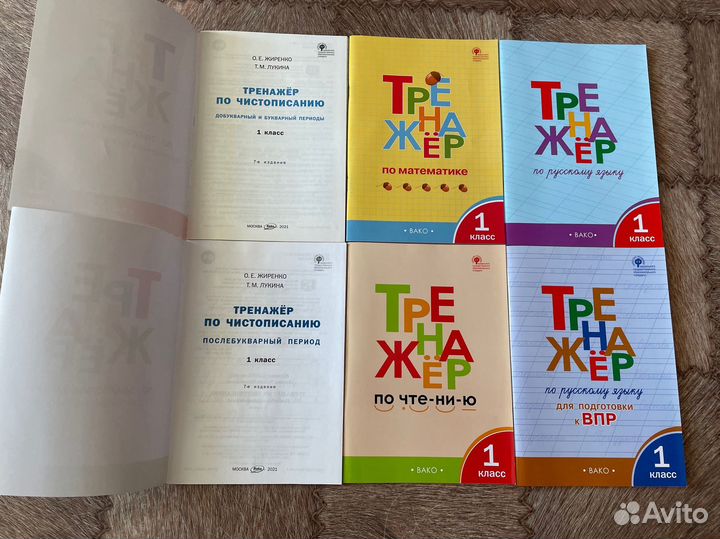 О. Е. ЖИРЕНКО
Т. М. ЛУКИНА
ТРЕНАЖЁР
ПО ЧИСТОПИСАНИЮ
ДОБУКВАРНЫЙ И БУКВАРНЫЙ ПЕРИОДЫ
1 класс
7-е издание
МОСКВА Вако 2021
ТРЕ
НА
ЖЁР
по математике
• ВАКО •
1
класс
ТРЕ
НА
ЖЁР
по русскому языку
• ВАКО •
1
класс
О. Е. ЖИРЕНКО
Т. М. ЛУКИНА
ТРЕНАЖЁР
ПО ЧИСТОПИСАНИЮ
ПОСЛЕБУКВАРНЫЙ ПЕРИОД
1 класс
7-е издание
МОСКВА Вако 2021
ТРЕ
НА
ЖЁР
по чте-ни-ю
• ВАКО •
1
класс
ТРЕ
НА
ЖЁР
по русскому языку
для подготовки
к ВПР
• ВАКО •
1
класс
Avito